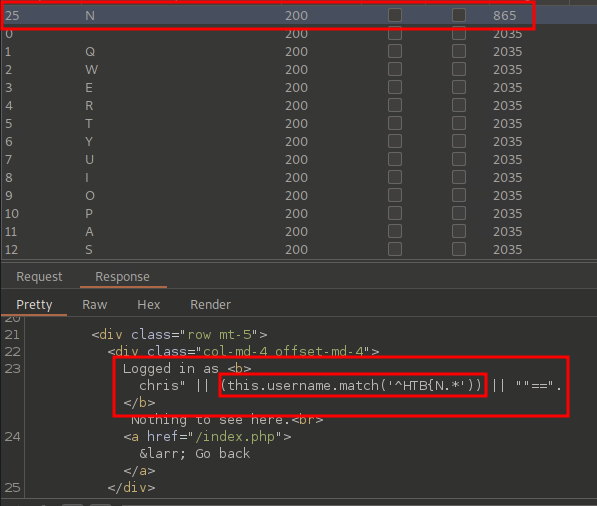 25 N 200 865
0 200 2035
1 Q 200 2035
2 W 200 2035
3 E 200 2035
4 R 200 2035
5 T 200 2035
6 Y 200 2035
7 U 200 2035
8 I 200 2035
9 O 200 2035
10 P 200 2035
11 A 200 2035
12 S 200 2035
Request Response
Pretty Raw Hex Render
20
21 <div class="row mt-5">
22 <div class="col-md-4 offset-md-4">
23 Logged in as <b>
chris" || (this.username.match('^HTB{N.*')) || ""==".
</b>
Nothing to see here.<br>
24 <a href="/index.php">
&larr; Go back
</a>
25 </div>